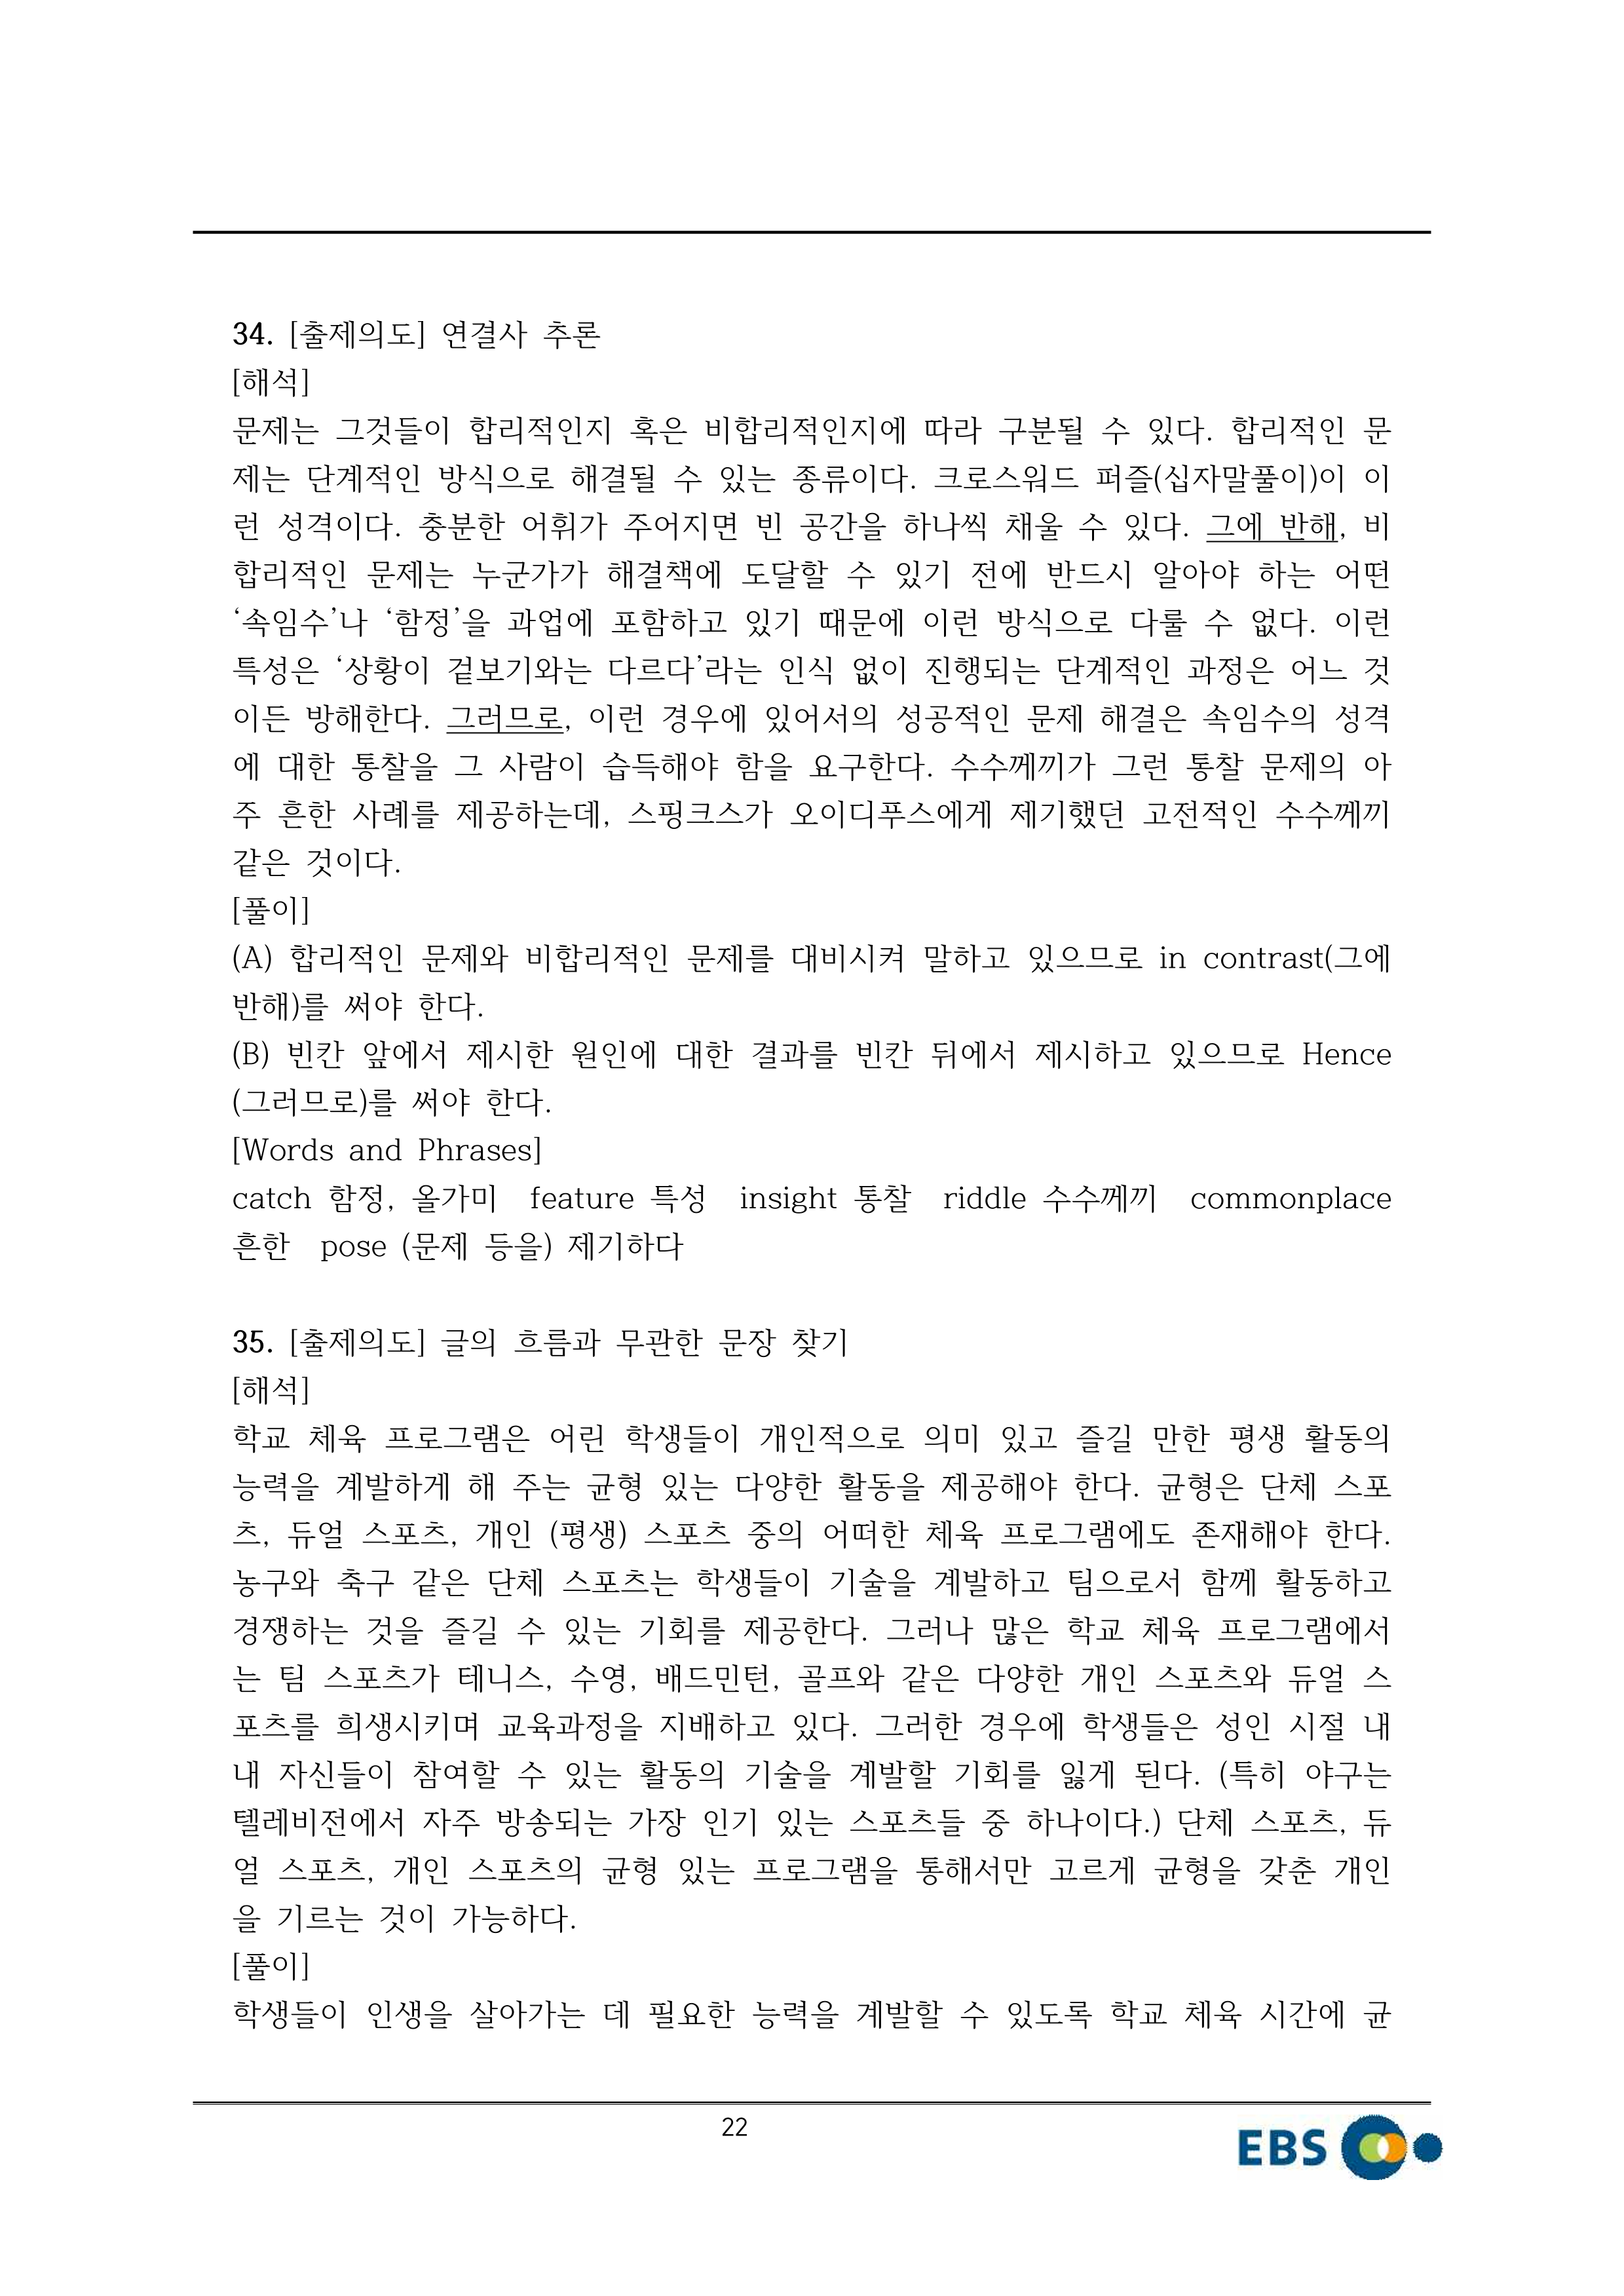 34. [출제의도] 연결사 추론
[해석]
문제는 그것들이 합리적인지 혹은 비합리적인지에 따라 구분될 수 있다. 합리적인 문
제는 단계적인 방식으로 해결될 수 있는 종류이다. 크로스워드 퍼즐(십자말풀이)이 이
런 성격이다. 충분한 어휘가 주어지면 빈 공간을 하나씩 채울 수 있다. 그에 반해, 비
합리적인 문제는 누군가가 해결책에 도달할 수 있기 전에 반드시 알아야 하는 어떤
‘속임수’나 ‘함정’을 과업에 포함하고 있기 때문에 이런 방식으로 다룰 수 없다. 이런
특성은 ‘상황이 겉보기와는 다르다’라는 인식 없이 진행되는 단계적인 과정은 어느 것
이든 방해한다. 그러므로, 이런 경우에 있어서의 성공적인 문제 해결은 속임수의 성격
에 대한 통찰을 그 사람이 습득해야 함을 요구한다. 수수께끼가 그런 통찰 문제의 아
주 흔한 사례를 제공하는데, 스핑크스가 오이디푸스에게 제기했던 고전적인 수수께끼
같은 것이다.
[풀이]
(A) 합리적인 문제와 비합리적인 문제를 대비시켜 말하고 있으므로 in contrast(그에
반해)를 써야 한다.
(B) 빈칸 앞에서 제시한 원인에 대한 결과를 빈칸 뒤에서 제시하고 있으므로 Hence
(그러므로)를 써야 한다.
[Words and Phrases]
catch 함정, 올가미 feature 특성 insight 통찰 riddle 수수께끼 commonplace
흔한 pose (문제 등을) 제기하다
35. [출제의도] 글의 흐름과 무관한 문장 찾기
[해석]
학교 체육 프로그램은 어린 학생들이 개인적으로 의미 있고 즐길 만한 평생 활동의
능력을 계발하게 해 주는 균형 있는 다양한 활동을 제공해야 한다. 균형은 단체 스포
츠, 듀얼 스포츠, 개인 (평생) 스포츠 중의 어떠한 체육 프로그램에도 존재해야 한다.
농구와 축구 같은 단체 스포츠는 학생들이 기술을 계발하고 팀으로서 함께 활동하고
경쟁하는 것을 즐길 수 있는 기회를 제공한다. 그러나 많은 학교 체육 프로그램에서
는 팀 스포츠가 테니스, 수영, 배드민턴, 골프와 같은 다양한 개인 스포츠와 듀얼 스
포츠를 희생시키며 교육과정을 지배하고 있다. 그러한 경우에 학생들은 성인 시절 내
내 자신들이 참여할 수 있는 활동의 기술을 계발할 기회를 잃게 된다. (특히 야구는
텔레비전에서 자주 방송되는 가장 인기 있는 스포츠들 중 하나이다.) 단체 스포츠, 듀
얼 스포츠, 개인 스포츠의 균형 있는 프로그램을 통해서만 고르게 균형을 갖춘 개인
을 기르는 것이 가능하다.
[풀이]
학생들이 인생을 살아가는 데 필요한 능력을 계발할 수 있도록 학교 체육 시간에 균
22
EBS